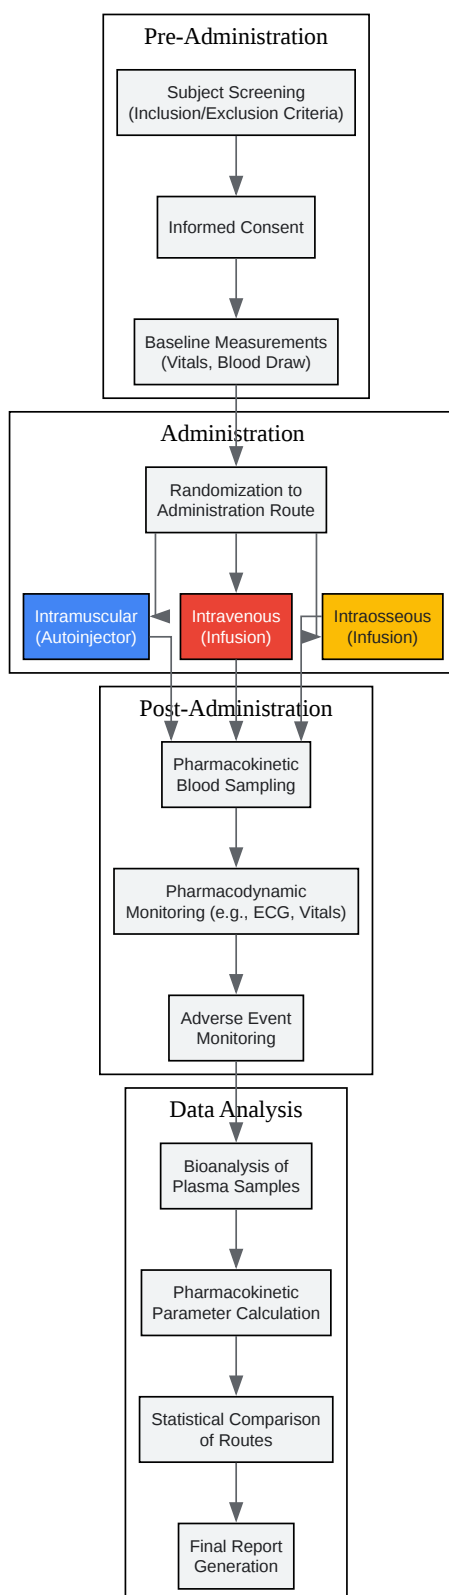 Pre-Administration
Subject Screening
(Inclusion/Exclusion Criteria)
Informed Consent
Baseline Measurements
(Vitals, Blood Draw)
Administration
Randomization to
Administration Route
Intramuscular
(Autoinjector)
Intravenous
(Infusion)
Intraosseous
(Infusion)
Post-Administration
Pharmacokinetic
Blood Sampling
Pharmacodynamic
Monitoring (e.g., ECG, Vitals)
Adverse Event
Monitoring
Data Analysis
Bioanalysis of
Plasma Samples
Pharmacokinetic
Parameter Calculation
Statistical Comparison
of Routes
Final Report
Generation